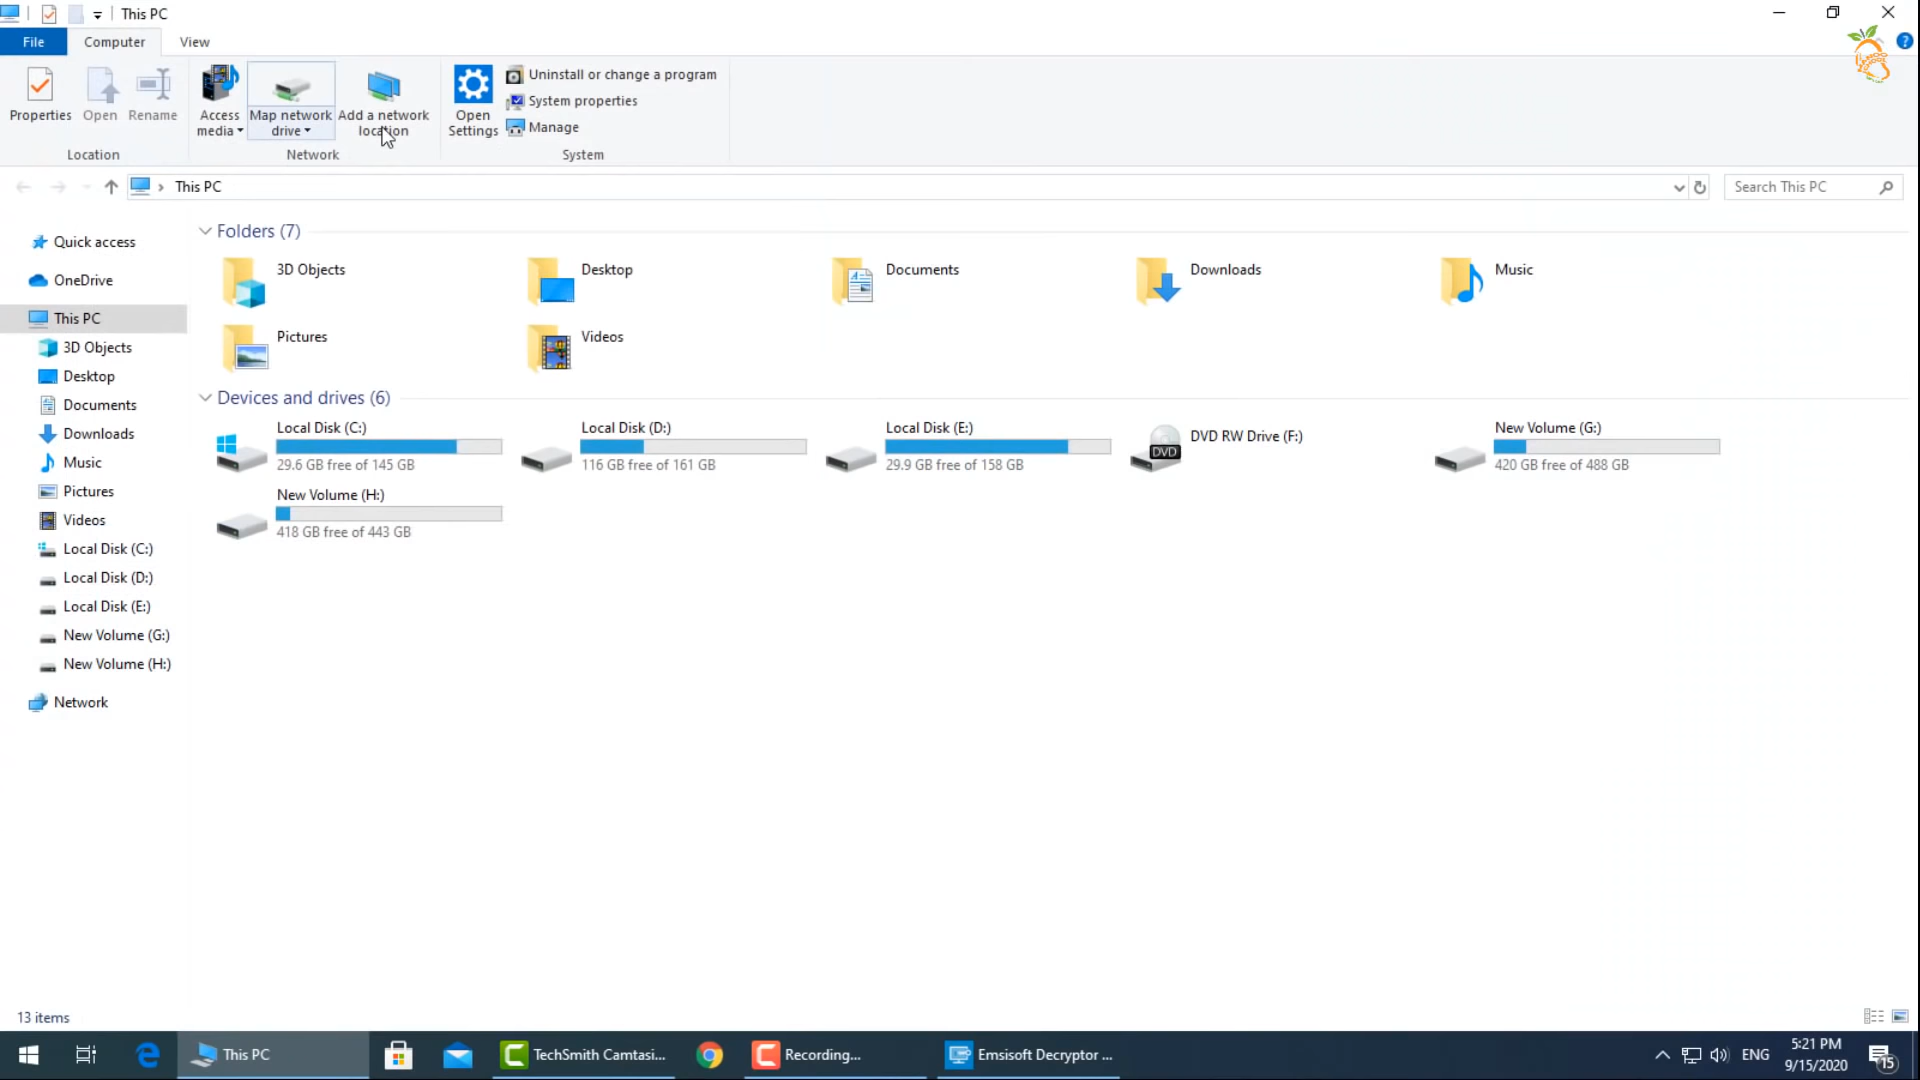 This PC
File
Computer
View
Properties
Open
Rename
Access media
Map network drive
Add a network location
Open Settings
Uninstall or change a program
System properties
Manage
Location
Network
System
This PC
Search This PC
Quick access
OneDrive
This PC
3D Objects
Desktop
Documents
Downloads
Music
Pictures
Videos
Local Disk (C:)
Local Disk (D:)
Local Disk (E:)
New Volume (G:)
New Volume (H:)
Network
Folders (7)
3D Objects
Desktop
Documents
Downloads
Music
Pictures
Videos
Devices and drives (6)
Local Disk (C:)
29.6 GB free of 145 GB
Local Disk (D:)
116 GB free of 161 GB
Local Disk (E:)
29.9 GB free of 158 GB
DVD
DVD RW Drive (F:)
New Volume (G:)
420 GB free of 488 GB
New Volume (H:)
418 GB free of 443 GB
13 items
This PC
TechSmith Camtasi...
Recording...
Emsisoft Decryptor ...
ENG
5:21 PM
9/15/2020
15